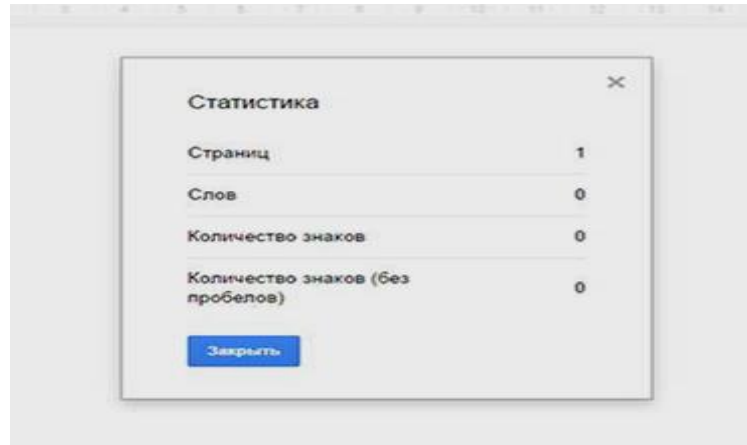 Статистика
Страниц 1
Слов 0
Количество знаков 0
Количество знаков (без
пробелов) 0
Закрыть